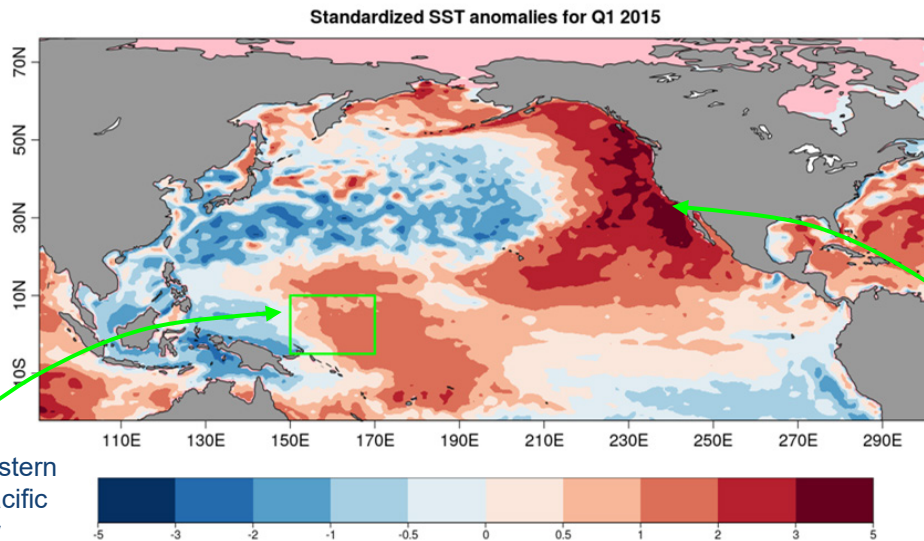 Standardized SST anomalies for Q1 2015
70N
50N
30N
10N
0S
110E 130E 150E 170E 190E 210E 230E 250E 270E 290E
stern
cific
-5 -3 -2 -1 -0.5 0 0.5 1 2 3 5